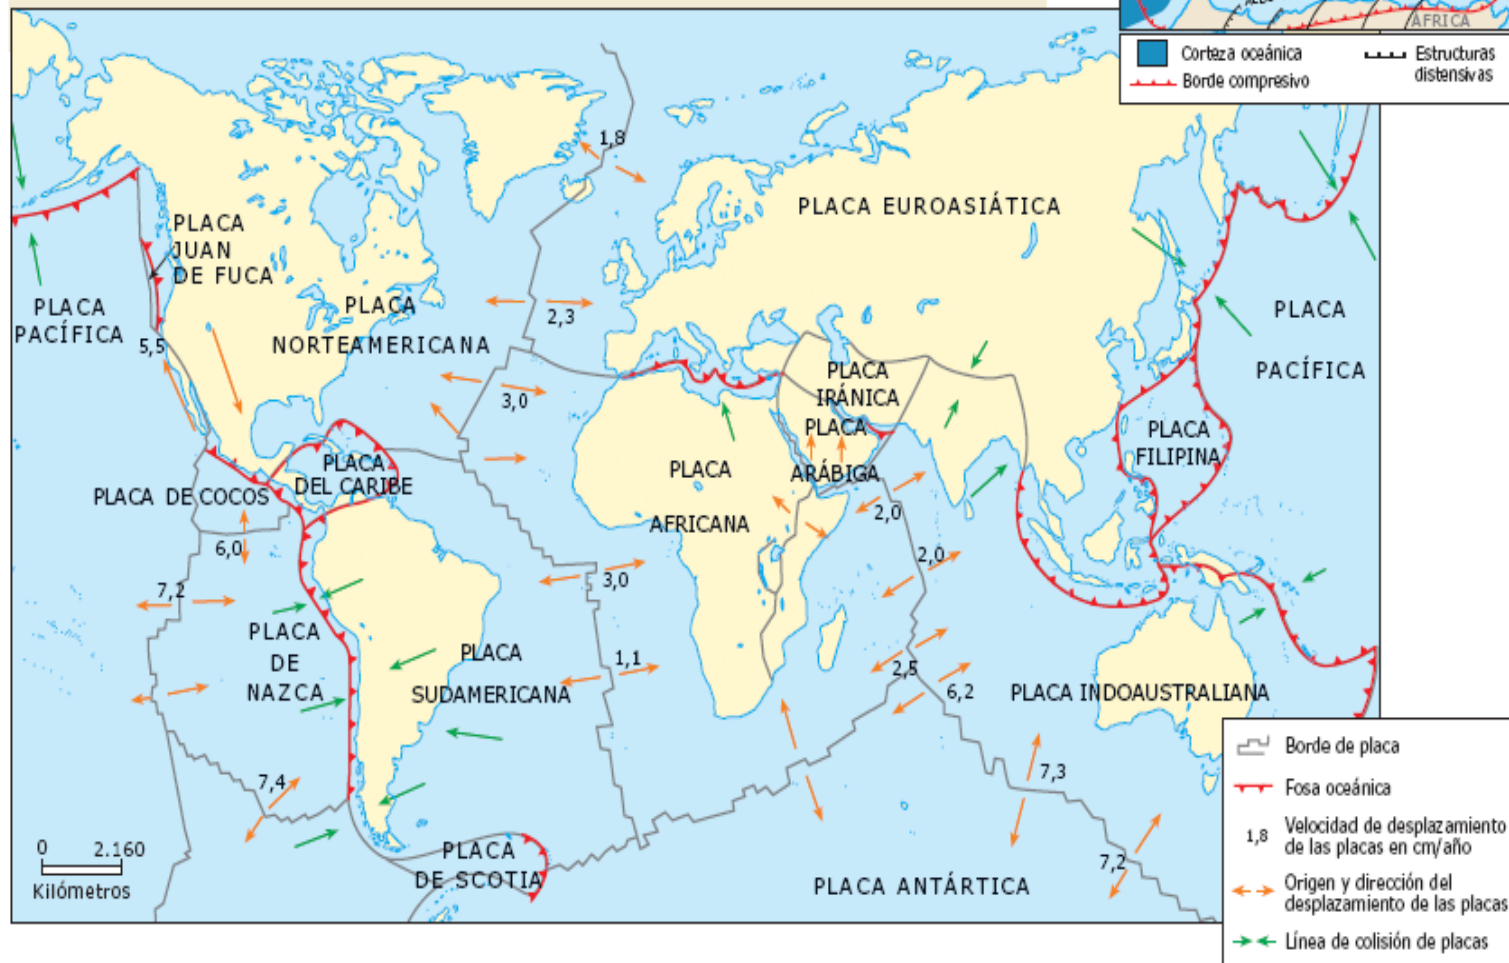 ÁFRICA
Corteza oceánica
Estructuras
distensivas
Borde compresivo
1,8
PLACA EUROASIÁTICA
PLACA
JUAN
DE FUCA
PLACA
PACÍFICA
PLACA
NORTEAMERICANA
2,3
PLACA
PACÍFICA
5,5
3,0
PLACA
IRÁNICA
PLACA
ARÁBIGA
PLACA
FILIPINA
PLACA
DEL CARIBE
PLACA DE COCOS
PLACA
AFRICANA
2,0
6,0
2,0
7,2
3,0
PLACA
DE
NAZCA
PLACA
SUDAMERICANA
1,1
2,5
6,2
PLACA INDOAUSTRALIANA
7,4
7,3
7,2
0 2.160
Kilómetros
PLACA
DE SCOTIA
PLACA ANTÁRTICA
Borde de placa
Fosa oceánica
1,8 Velocidad de desplazamiento
de las placas en cm/año
Origen y dirección del
desplazamiento de las placas
Línea de colisión de placas